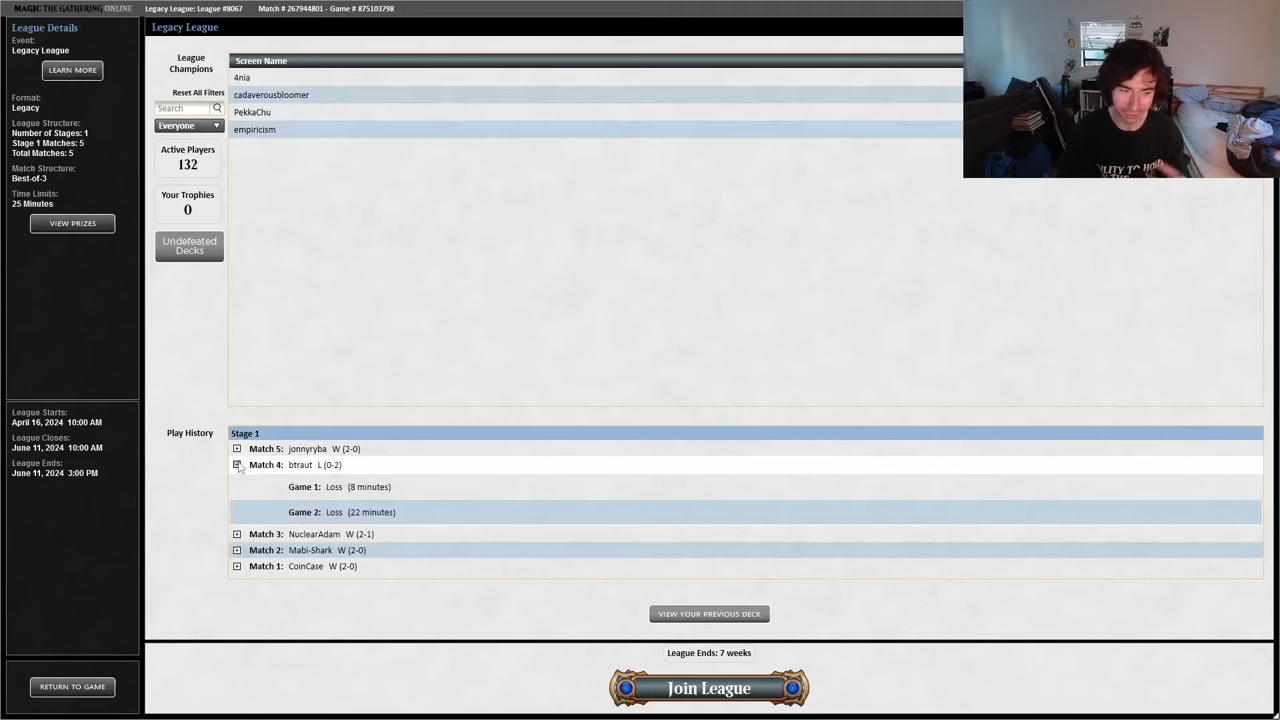 MAGIC THE GATHERING ONLINE
Legacy League: League #8067
Match # 267944801 - Game # 875103798
League Details
Event:
Legacy League
LEARN MORE
Format:
Legacy
League Structure:
Number of Stages: 1
Stage 1 Matches: 5
Total Matches: 5
Match Structure:
Best-of-3
Time Limits:
25 Minutes
VIEW PRIZES
League Starts:
April 16, 2024 10:00 AM
League Closes:
June 11, 2024 10:00 AM
League Ends:
June 11, 2024 3:00 PM
RETURN TO GAME
Legacy League
League
Champions
Reset All Filters
Search
Everyone
Active Players
132
Your Trophies
0
Undefeated
Decks
Screen Name
4nia
cadaverousbloomer
PekkaChu
empiricism
Play History
Stage 1
Match 5: jonnyryba W (2-0)
Match 4: btraut L (0-2)
Game 1: Loss (8 minutes)
Game 2: Loss (22 minutes)
Match 3: NuclearAdam W (2-1)
Match 2: Mabi-Shark W (2-0)
Match 1: CoinCase W (2-0)
VIEW YOUR PREVIOUS DECK
League Ends: 7 weeks
Join League
TO HOLD